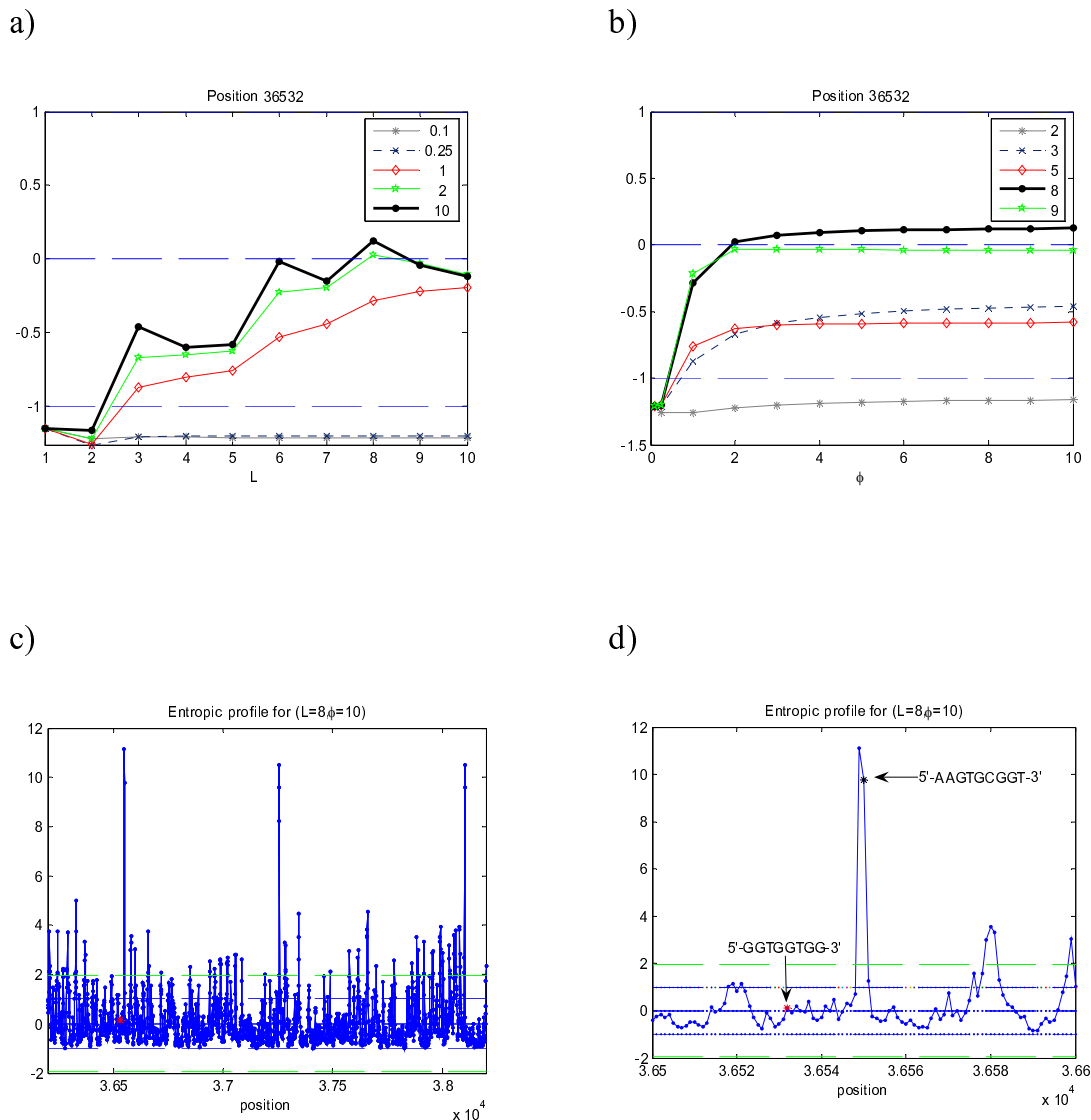 a)
Position 36532
1
0.5
0
-0.5
-1
1 2 3 4 5 6 7 8 9 10
L
0.1
0.25
1
2
10
b)
Position 36532
1
0.5
0
-0.5
-1
-1.5
0 2 4 6 8 10
ϕ
2
3
5
8
9
c)
Entropic profile for (L=8,ϕ=10)
12
10
8
6
4
2
0
-2
3.65 3.7 3.75 3.8
position
x 10⁴
d)
Entropic profile for (L=8,ϕ=10)
12
10
8
6
4
2
0
-2
5'-AAGTGCGGT-3'
5'-GGTGGTGG-3'
3.65 3.652 3.654 3.656 3.658 3.66
position
x 10⁴